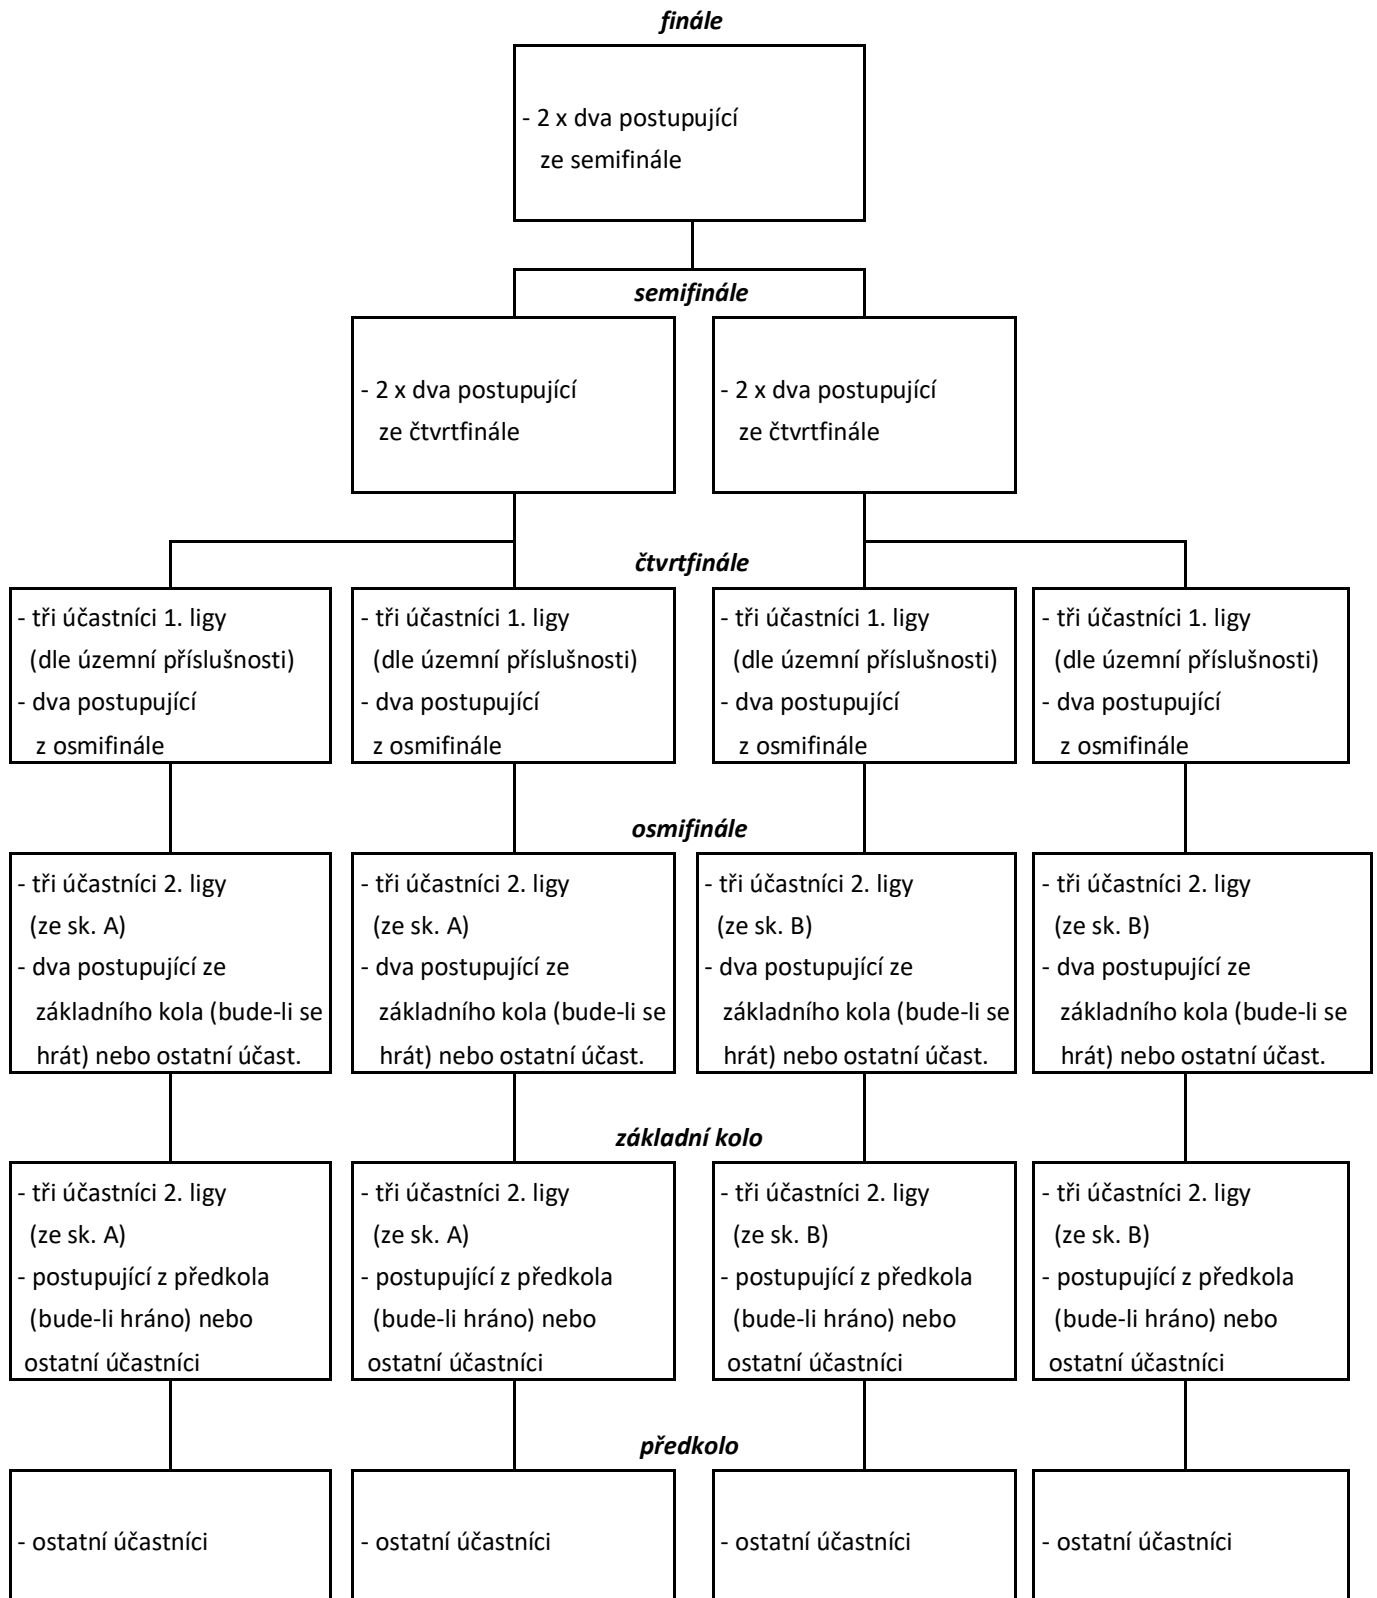 finále
- 2 x dva postupující
ze semifinále
semifinále
- 2 x dva postupující
ze čtvrtfinále
- 2 x dva postupující
ze čtvrtfinále
čtvrtfinále
- tři účastníci 1. ligy
(dle územní příslušnosti)
- dva postupující
z osmifinále
- tři účastníci 1. ligy
(dle územní příslušnosti)
- dva postupující
z osmifinále
- tři účastníci 1. ligy
(dle územní příslušnosti)
- dva postupující
z osmifinále
- tři účastníci 1. ligy
(dle územní příslušnosti)
- dva postupující
z osmifinále
osmifinále
- tři účastníci 2. ligy
(ze sk. A)
- dva postupující ze
základního kola (bude-li se
hrát) nebo ostatní účast.
- tři účastníci 2. ligy
(ze sk. A)
- dva postupující ze
základního kola (bude-li se
hrát) nebo ostatní účast.
- tři účastníci 2. ligy
(ze sk. B)
- dva postupující ze
základního kola (bude-li se
hrát) nebo ostatní účast.
- tři účastníci 2. ligy
(ze sk. B)
- dva postupující ze
základního kola (bude-li se
hrát) nebo ostatní účast.
základní kolo
- tři účastníci 2. ligy
(ze sk. A)
- postupující z předkola
(bude-li hráno) nebo
ostatní účastníci
- tři účastníci 2. ligy
(ze sk. A)
- postupující z předkola
(bude-li hráno) nebo
ostatní účastníci
- tři účastníci 2. ligy
(ze sk. B)
- postupující z předkola
(bude-li hráno) nebo
ostatní účastníci
- tři účastníci 2. ligy
(ze sk. B)
- postupující z předkola
(bude-li hráno) nebo
ostatní účastníci
předkolo
- ostatní účastníci
- ostatní účastníci
- ostatní účastníci
- ostatní účastníci